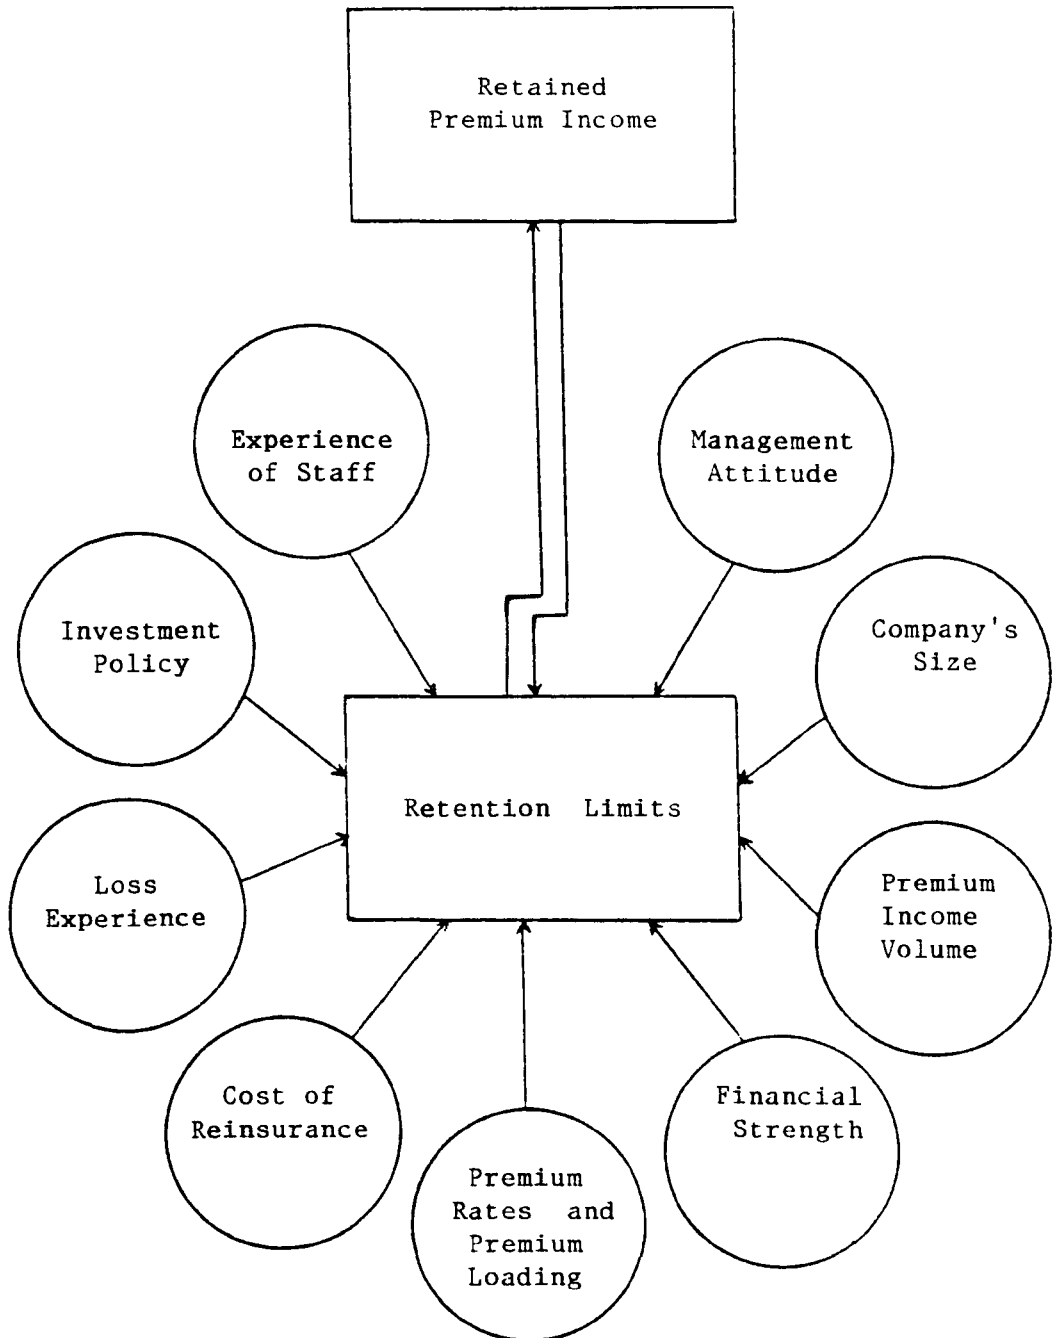 Retained
Premium Income
Experience
of Staff
Management
Attitude
Investment
Policy
Company's
Size
Retention Limits
Loss
Experience
Premium
Income
Volume
Cost of
Reinsurance
Financial
Strength
Premium
Rates and
Premium
Loading